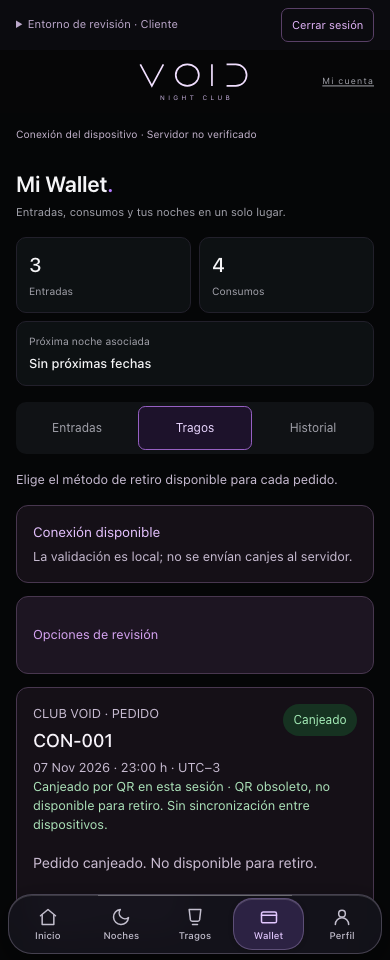 Entorno de revisión · Cliente
Cerrar sesión
VOID
NIGHT CLUB
Mi cuenta
Conexión del dispositivo · Servidor no verificado
Mi Wallet.
Entradas, consumos y tus noches en un solo lugar.
3
Entradas
4
Consumos
Próxima noche asociada
Sin próximas fechas
Entradas
Tragos
Historial
Elige el método de retiro disponible para cada pedido.
Conexión disponible
La validación es local; no se envían canjes al servidor.
Opciones de revisión
CLUB VOID · PEDIDO
Canjeado
CON-001
07 Nov 2026 · 23:00 h · UTC−3
Canjeado por QR en esta sesión · QR obsoleto, no
disponible para retiro. Sin sincronización entre
dispositivos.
Pedido canjeado. No disponible para retiro.
Inicio
Noches
Tragos
Wallet
Perfil